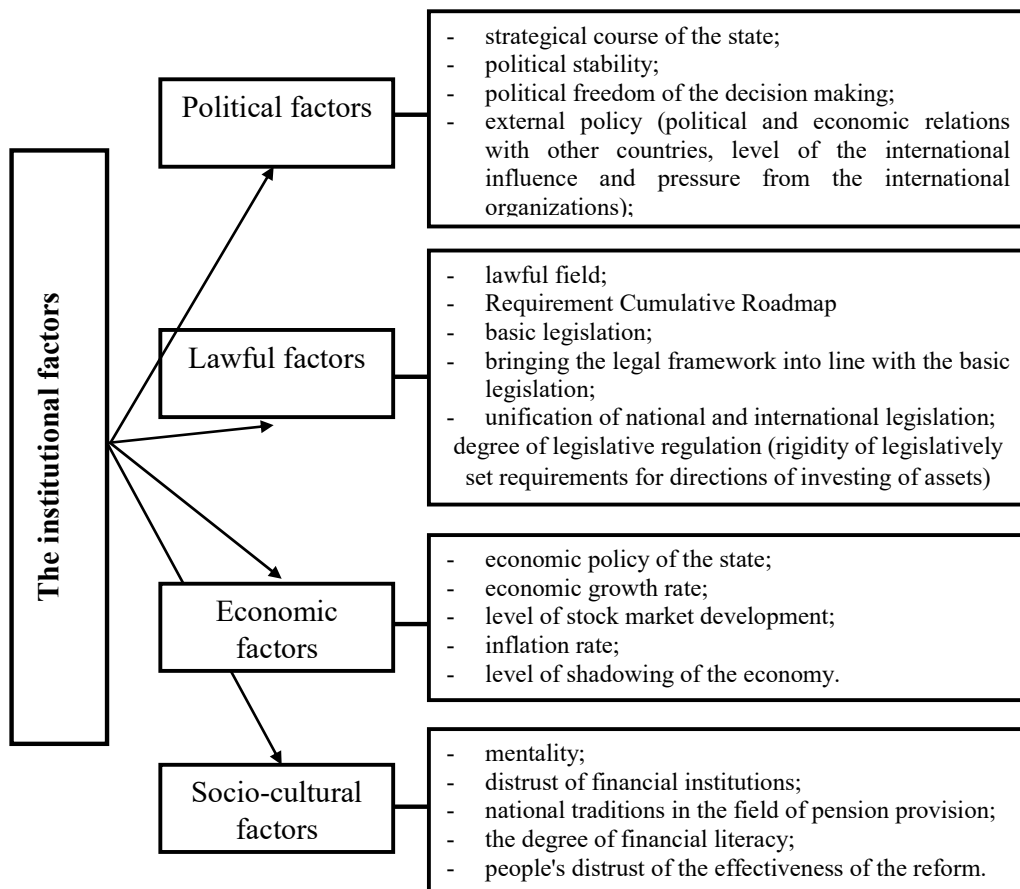 The institutional factors
Political factors
- strategical course of the state;
- political stability;
- political freedom of the decision making;
- external policy (political and economic relations
with other countries, level of the international
influence and pressure from the international
organizations);
Lawful factors
- lawful field;
- Requirement Cumulative Roadmap
- basic legislation;
- bringing the legal framework into line with the basic
legislation;
- unification of national and international legislation;
degree of legislative regulation (rigidity of legislatively
set requirements for directions of investing of assets)
Economic
factors
- economic policy of the state;
- economic growth rate;
- level of stock market development;
- inflation rate;
- level of shadowing of the economy.
Socio-cultural
factors
- mentality;
- distrust of financial institutions;
- national traditions in the field of pension provision;
- the degree of financial literacy;
- people's distrust of the effectiveness of the reform.